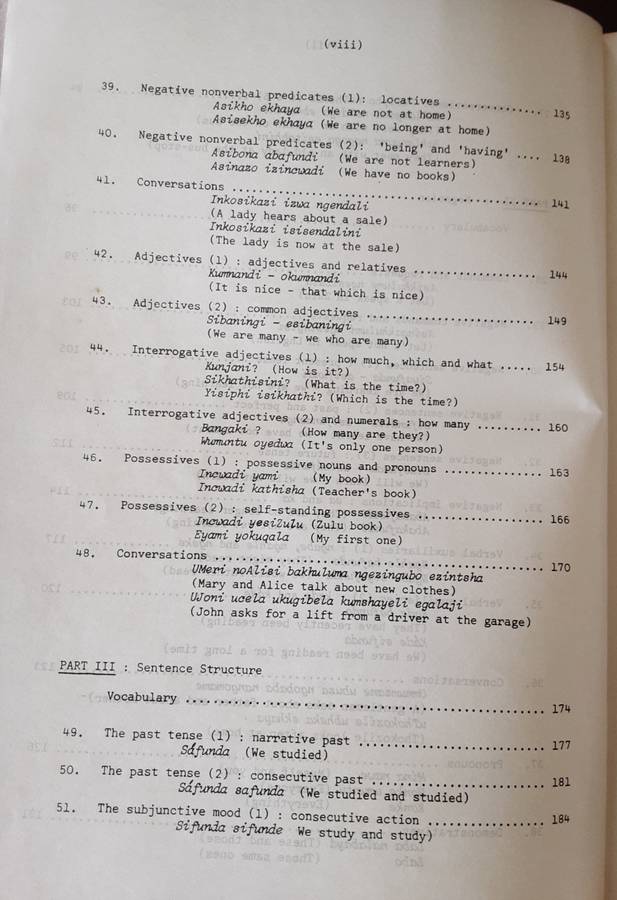 (viii)
39. Negative nonverbal predicates (1): locatives ............... 135
Asikho ekhaya (We are not at home)
Asisekho ekhaya (We are no longer at home)
40. Negative nonverbal predicates (2): 'being' and 'having' .... 138
Asibona abafundi (We are not learners)
Asinazo izincwadi (We have no books)
41. Conversations ............................................... 141
Inkosikazi izwa ngendali
(A lady hears about a sale)
Inkosikazi isisendalini
(The lady is now at the sale)
42. Adjectives (1) : adjectives and relatives .................. 144
Kumnandi - okumnandi
(It is nice - that which is nice)
43. Adjectives (2) : common adjectives ......................... 149
Sibaningi - esibaningi
(We are many - we who are many)
44. Interrogative adjectives (1) : how much, which and what ..... 154
Kunjani? (How is it?)
Sikhathisini? (What is the time?)
Yisiphi isikhathi? (Which is the time?)
45. Interrogative adjectives (2) and numerals : how many .......... 160
Bangaki ? (How many are they?)
Wumuntu oyedwa (It's only one person)
46. Possessives (1) : possessive nouns and pronouns ............... 163
Incwadi yami (My book)
Incwadi kathisha (Teacher's book)
47. Possessives (2) : self-standing possessives ................... 166
Incwadi yesiZulu (Zulu book)
Eyami yokuqala (My first one)
48. Conversations ................................................. 170
UMeri noAlisi bakhuluma ngezingubo ezintsha
(Mary and Alice talk about new clothes)
UJoni ucela ukugibela kumshayeli egalaji
(John asks for a lift from a driver at the garage)
PART III : Sentence Structure
Vocabulary ...................................................... 174
49. The past tense (1) : narrative past ........................... 177
Sáfunda (We studied)
50. The past tense (2) : consecutive past ......................... 181
Sáfunda safunda (We studied and studied)
51. The subjunctive mood (1) : consecutive action ................. 184
Sifunda sifunde We study and study)